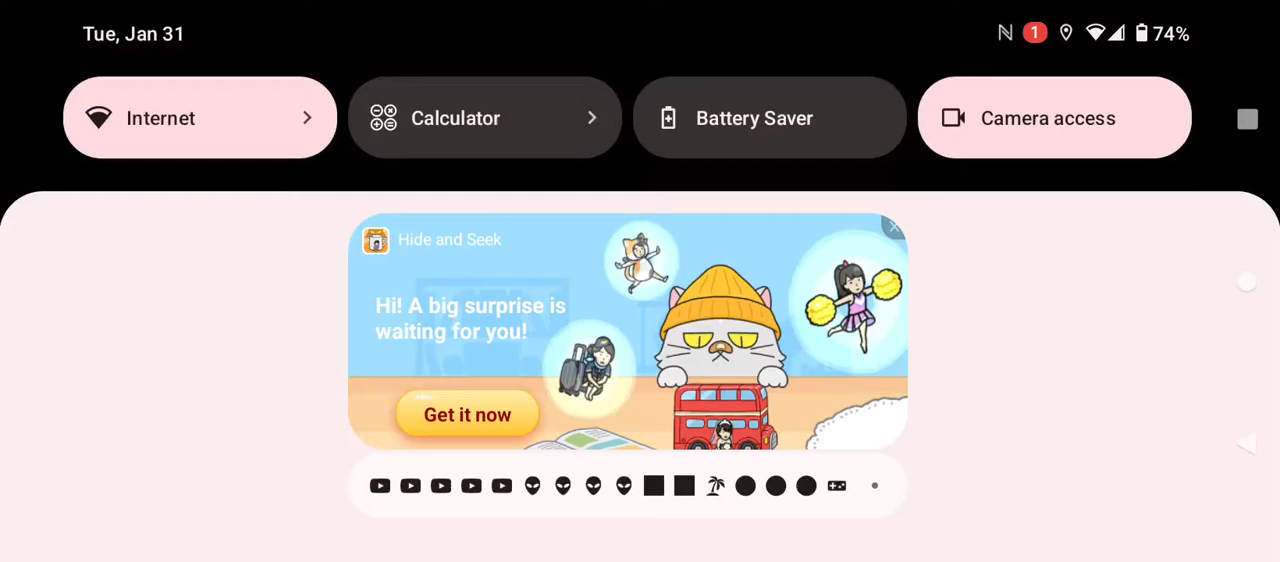 Tue, Jan 31
1
74%
Internet
Calculator
Battery Saver
Camera access
Hide and Seek
Hi! A big surprise is
waiting for you!
Get it now